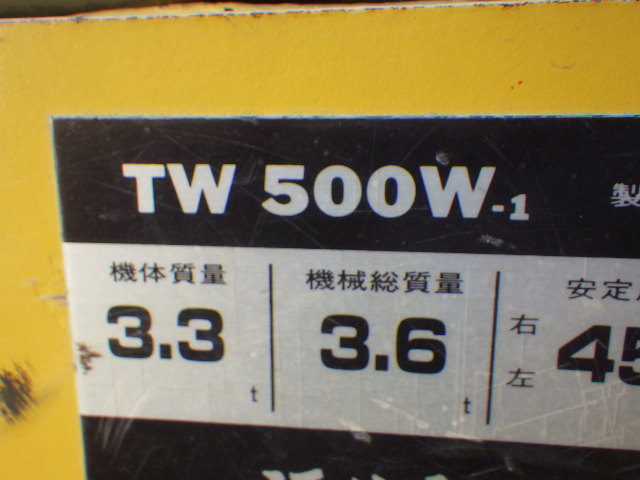 TW 500W-1 製
機体質量 機械総質量 安定
3.3 t 3.6 t 右 左 45